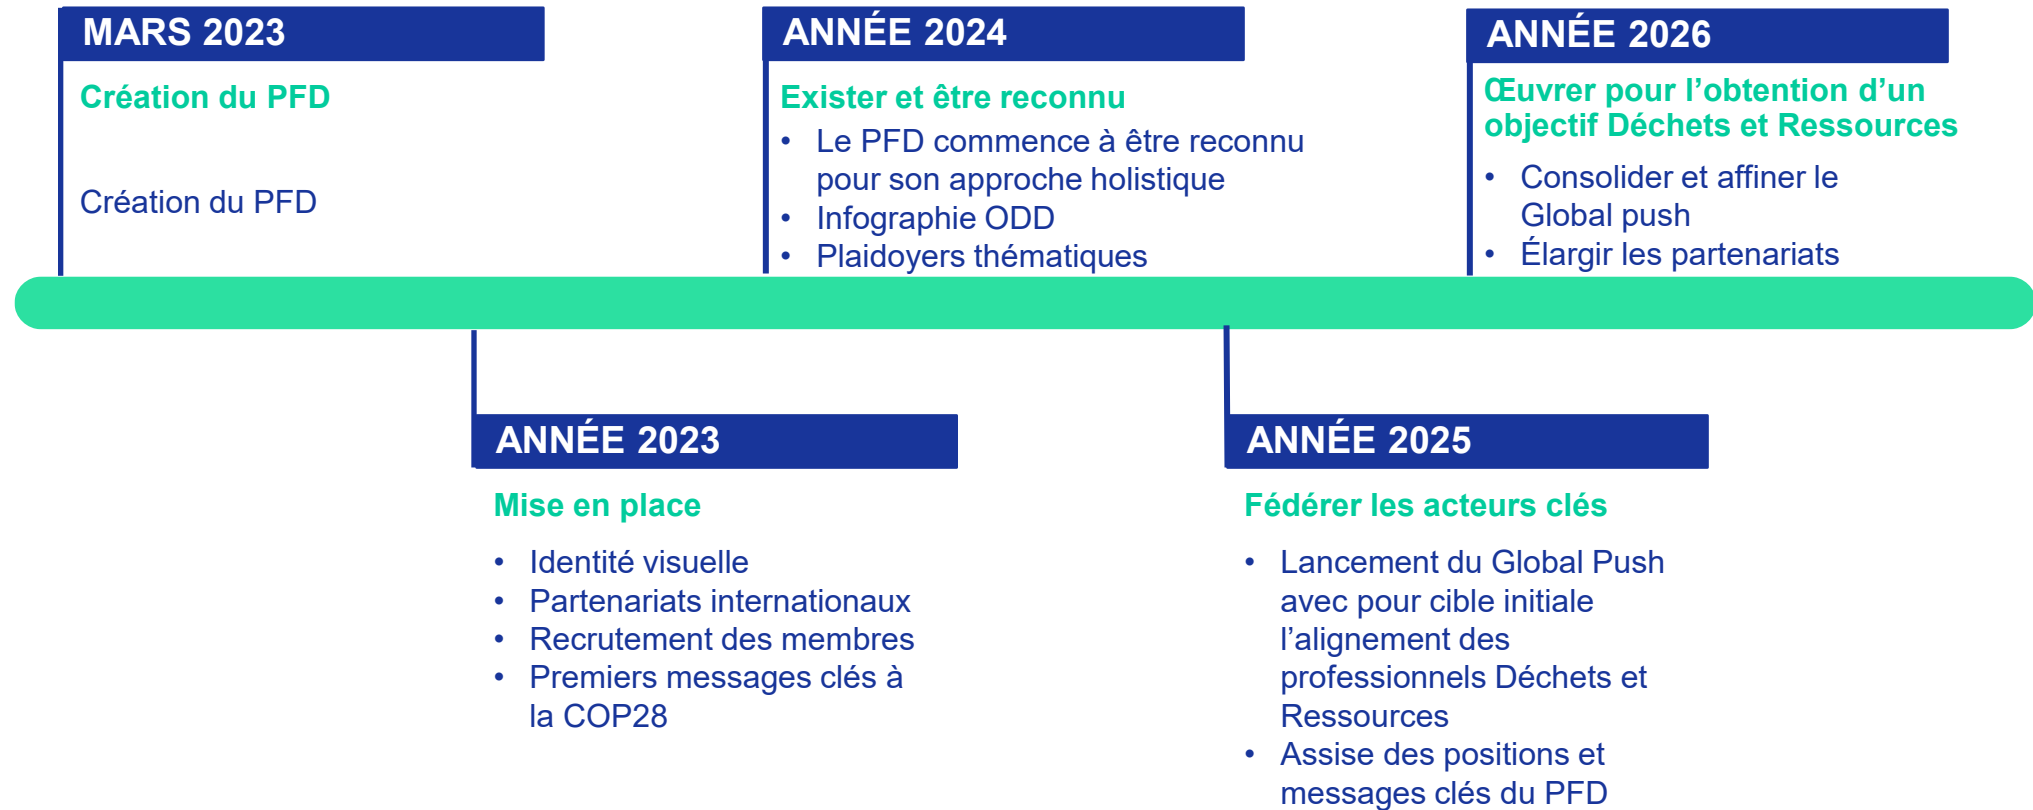 MARS 2023
Création du PFD
Création du PFD
ANNÉE 2023
Mise en place
• Identité visuelle
• Partenariats internationaux
• Recrutement des membres
• Premiers messages clés à
la COP28
ANNÉE 2024
Exister et être reconnu
• Le PFD commence à être reconnu
pour son approche holistique
• Infographie ODD
• Plaidoyers thématiques
ANNÉE 2025
Fédérer les acteurs clés
• Lancement du Global Push
avec pour cible initiale
l’alignement des
professionnels Déchets et
Ressources
• Assise des positions et
messages clés du PFD
ANNÉE 2026
Œuvrer pour l’obtention d’un
objectif Déchets et Ressources
• Consolider et affiner le
Global push
• Élargir les partenariats